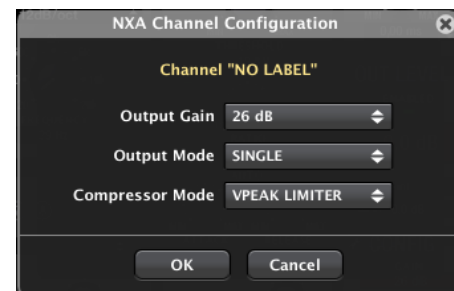 NXA Channel Configuration
Channel "NO LABEL"
Output Gain 26 dB
Output Mode SINGLE
Compressor Mode VPEAK LIMITER
OK Cancel